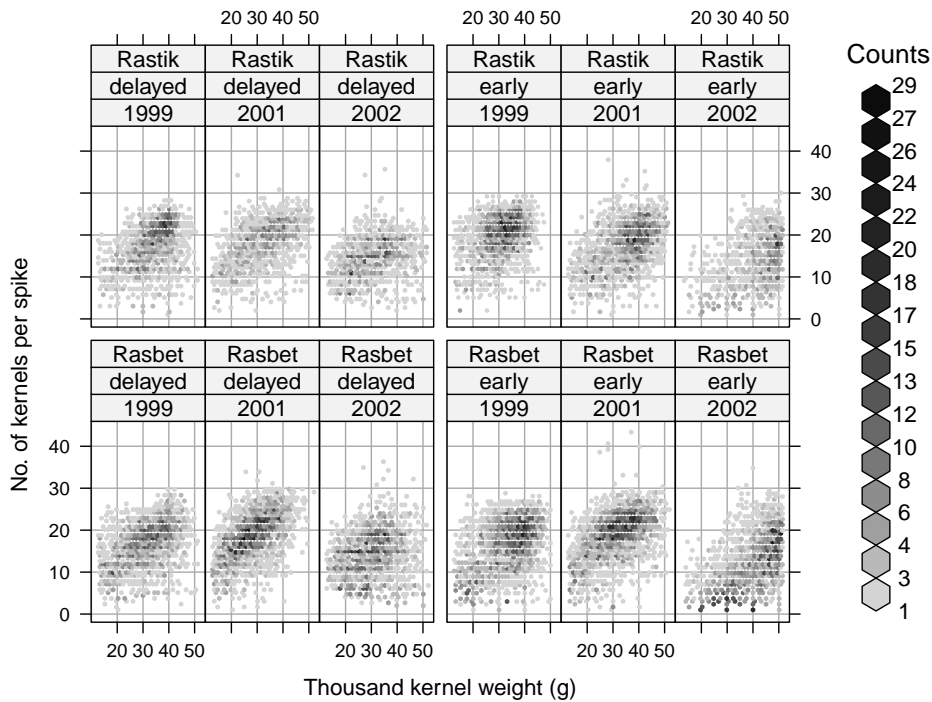 20 30 40 50 20 30 40 50
Rastik Rastik Rastik Rastik Rastik Rastik
delayed delayed delayed early early early
1999 2001 2002 1999 2001 2002
Counts
29
27
26
24
22
20
18
17
15
13
12
10
8
6
4
3
1
40
30
20
10
0
No. of kernels per spike
Rasbet Rasbet Rasbet Rasbet Rasbet Rasbet
delayed delayed delayed early early early
1999 2001 2002 1999 2001 2002
40
30
20
10
0
20 30 40 50 20 30 40 50 20 30 40 50
Thousand kernel weight (g)